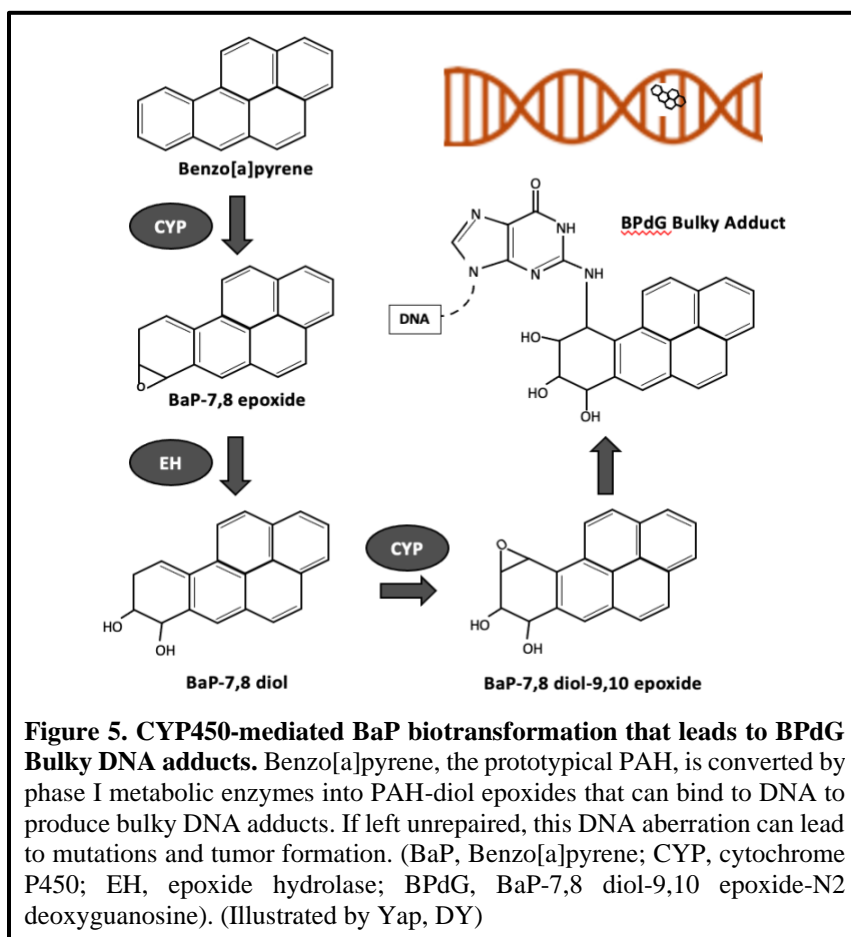 Benzo[a]pyrene
CYP
O
BaP-7,8 epoxide
EH
HO
OH
BaP-7,8 diol
CYP
O
HO
OH
BaP-7,8 diol-9,10 epoxide
BPdG Bulky Adduct
O
N
NH
N
N
NH
DNA
HO
HO
OH
Figure 5. CYP450-mediated BaP biotransformation that leads to BPdG
Bulky DNA adducts. Benzo[a]pyrene, the prototypical PAH, is converted by
phase I metabolic enzymes into PAH-diol epoxides that can bind to DNA to
produce bulky DNA adducts. If left unrepaired, this DNA aberration can lead
to mutations and tumor formation. (BaP, Benzo[a]pyrene; CYP, cytochrome
P450; EH, epoxide hydrolase; BPdG, BaP-7,8 diol-9,10 epoxide-N2
deoxyguanosine). (Illustrated by Yap, DY)